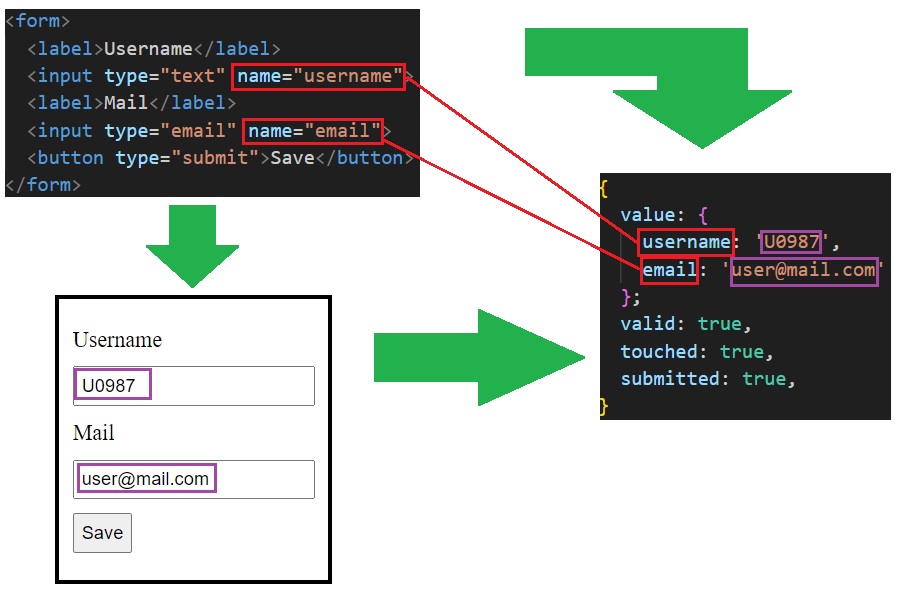 <form>
<label>Username</label>
<input type="text" name="username">
<label>Mail</label>
<input type="email" name="email">
<button type="submit">Save</button>
</form>
{
value: {
username: 'U0987',
email: 'user@mail.com'
};
valid: true,
touched: true,
submitted: true,
}
Username
U0987
Mail
user@mail.com
Save